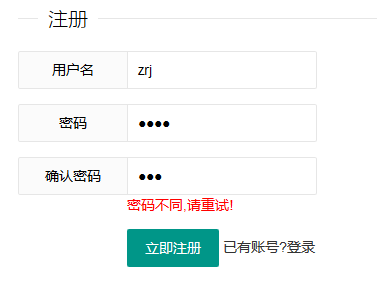 注册
用户名 zrj
密码 ••••
确认密码 •••
密码不同,请重试!
立即注册 已有账号?登录